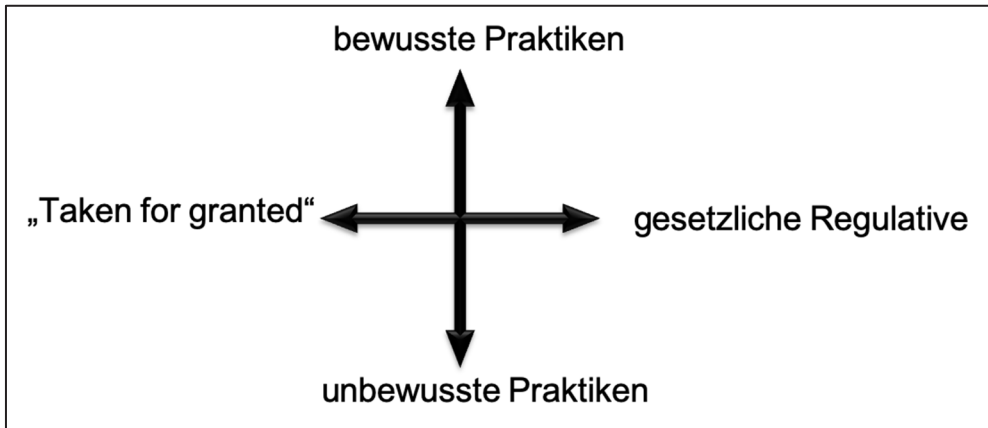 bewusste Praktiken
„Taken for granted“
gesetzliche Regulative
unbewusste Praktiken